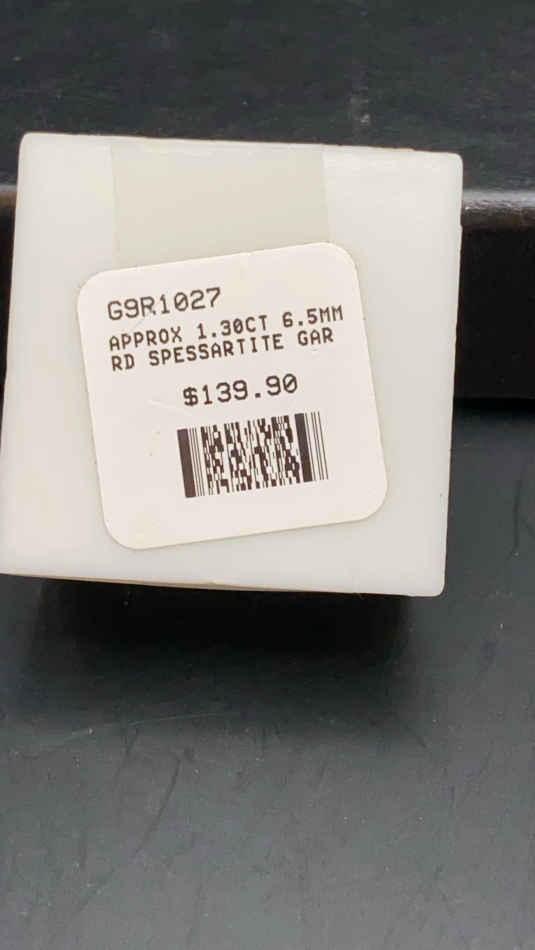 G9R1027
APPROX 1.30CT 6.5MM
RD SPESSARTITE GAR
$139.90